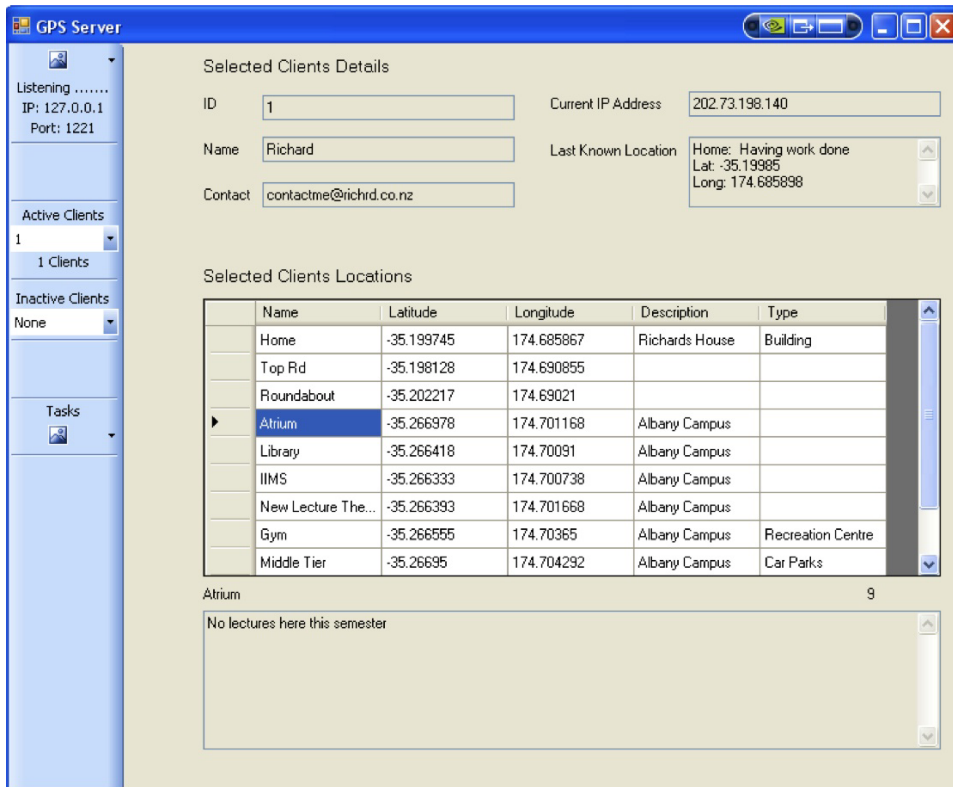 GPS Server
Listening .......
IP: 127.0.0.1
Port: 1221
Active Clients
1
1 Clients
Inactive Clients
None
Tasks
Selected Clients Details
ID 1
Name Richard
Contact contactme@richrd.co.nz
Current IP Address 202.73.198.140
Last Known Location Home: Having work done
Lat: -35.19985
Long: 174.685898
Selected Clients Locations
Name Latitude Longitude Description Type
Home -35.199745 174.685867 Richards House Building
Top Rd -35.198128 174.690855
Roundabout -35.202217 174.69021
Atrium -35.266978 174.701168 Albany Campus
Library -35.266418 174.70091 Albany Campus
IIMS -35.266333 174.700738 Albany Campus
New Lecture The... -35.266393 174.701668 Albany Campus
Gym -35.266555 174.70365 Albany Campus Recreation Centre
Middle Tier -35.26695 174.704292 Albany Campus Car Parks
Atrium 9
No lectures here this semester